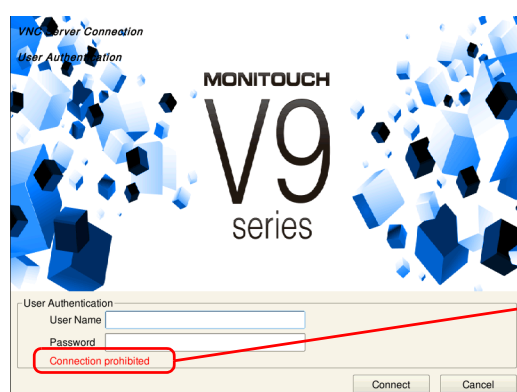 VNC Server Connection
User Authentication
MONITOUCH
V9
series
User Authentication
User Name
Password
Connection prohibited
Connect Cancel